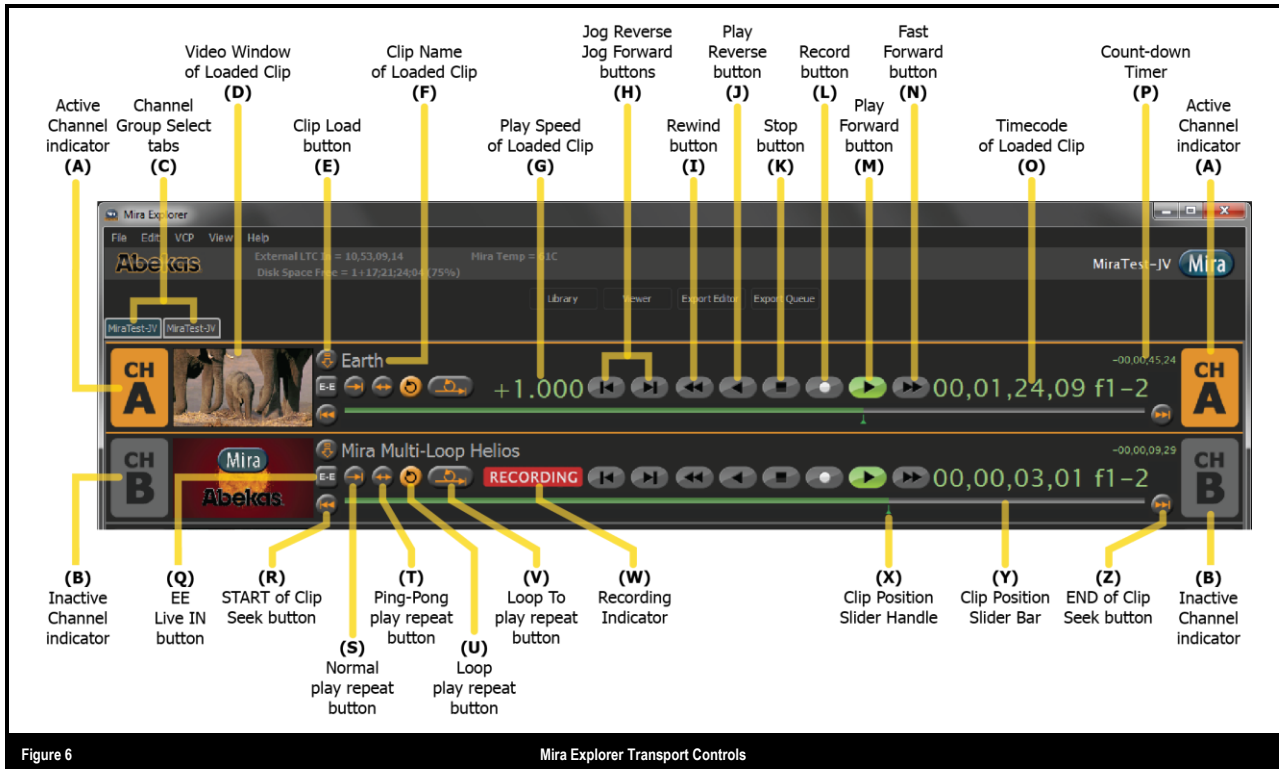 Jog Reverse
Jog Forward
buttons
(H)
Play
Reverse
button
(J)
Fast
Forward
button
(N)
Video Window
of Loaded Clip
(D)
Clip Name
of Loaded Clip
(F)
Record
button
(L)
Count-down
Timer
(P)
Active
Channel
indicator
(A)
Channel
Group Select
tabs
(C)
Clip Load
button
(E)
Play Speed
of Loaded Clip
(G)
Rewind
button
(I)
Stop
button
(K)
Play
Forward
button
(M)
Timecode
of Loaded Clip
(O)
Active
Channel
indicator
(A)
Mira Explorer
File Edit VCP View Help
Abekas
External LTC In = 10,53,09,14
Mira Temp = 61C
Disk Space Free = 1+17;21;24;04 (75%)
MiraTest-JV Mira
Library Viewer Export Editor Export Queue
MiraTest-JV MiraTest-JV
CH
A
Earth
-00,00,45,24
E-E
+1.000
00,01,24,09 f1-2
CH
A
CH
B
Mira
Abekas
Mira Multi-Loop Helios
-00,00,09,29
E-E
RECORDING
00,00,03,01 f1-2
CH
B
(B)
Inactive
Channel
indicator
(Q)
EE
Live IN
button
(R)
START of Clip
Seek button
(S)
Normal
play repeat
button
(T)
Ping-Pong
play repeat
button
(U)
Loop
play repeat
button
(V)
Loop To
play repeat
button
(W)
Recording
Indicator
(X)
Clip Position
Slider Handle
(Y)
Clip Position
Slider Bar
(Z)
END of Clip
Seek button
(B)
Inactive
Channel
indicator
Figure 6 Mira Explorer Transport Controls